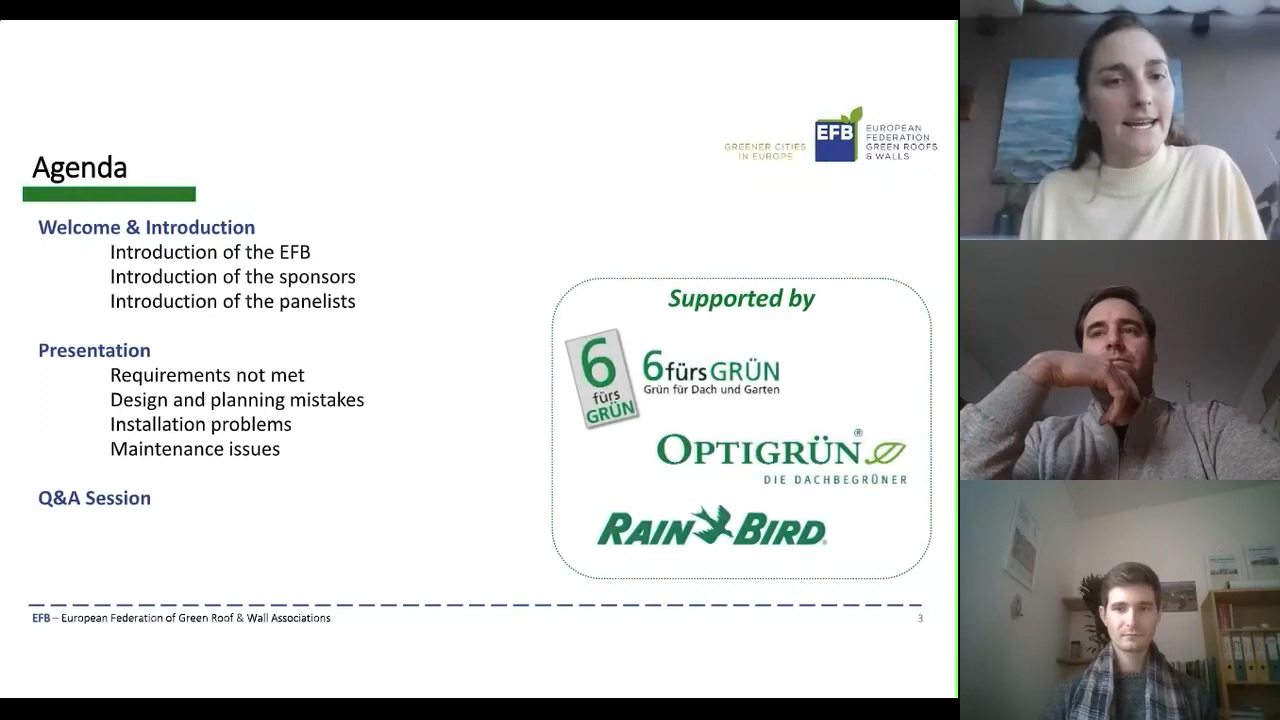 GREENER CITIES
IN EUROPE
EFB
EUROPEAN
FEDERATION
GREEN ROOFS
& WALLS
Agenda
Welcome & Introduction
Introduction of the EFB
Introduction of the sponsors
Introduction of the panelists
Presentation
Requirements not met
Design and planning mistakes
Installation problems
Maintenance issues
Q&A Session
Supported by
6
fürs
GRÜN
6fürsGRÜN
Grün für Dach und Garten
OPTIGRÜN®
DIE DACHBEGRÜNER
RAIN BIRD®
EFB – European Federation of Green Roof & Wall Associations
3